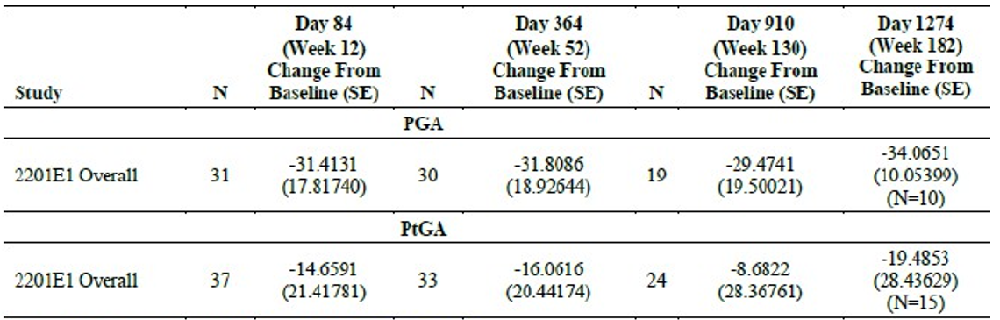 Study N Day 84 (Week 12) Change From Baseline (SE) N Day 364 (Week 52) Change From Baseline (SE) N Day 910 (Week 130) Change From Baseline (SE) Day 1274 (Week 182) Change From Baseline (SE)
PGA
2201E1 Overall 31 -31.4131 (17.81740) 30 -31.8086 (18.92644) 19 -29.4741 (19.50021) -34.0651 (10.05399) (N=10)
PtGA
2201E1 Overall 37 -14.6591 (21.41781) 33 -16.0616 (20.44174) 24 -8.6822 (28.36761) -19.4853 (28.43629) (N=15)